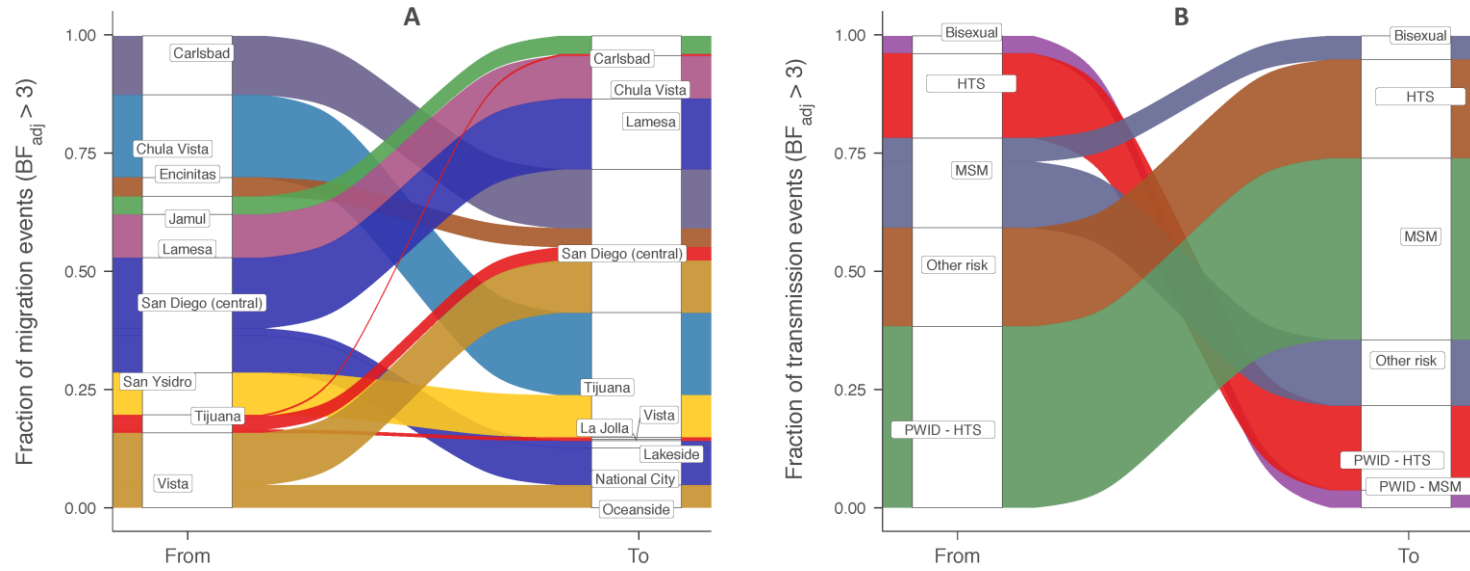 A
Fraction of migration events (BF_adj > 3)
1.00
0.75
0.50
0.25
0.00
Carlsbad
Chula Vista
Encinitas
Jamul
Lamesa
San Diego (central)
San Ysidro
Tijuana
Vista
Carlsbad
Chula Vista
Lamesa
San Diego (central)
Tijuana
Vista
La Jolla
Lakeside
National City
Oceanside
From
To
B
Fraction of transmission events (BF_adj > 3)
1.00
0.75
0.50
0.25
0.00
Bisexual
HTS
MSM
Other risk
PWID - HTS
Bisexual
HTS
MSM
Other risk
PWID - HTS
PWID - MSM
From
To